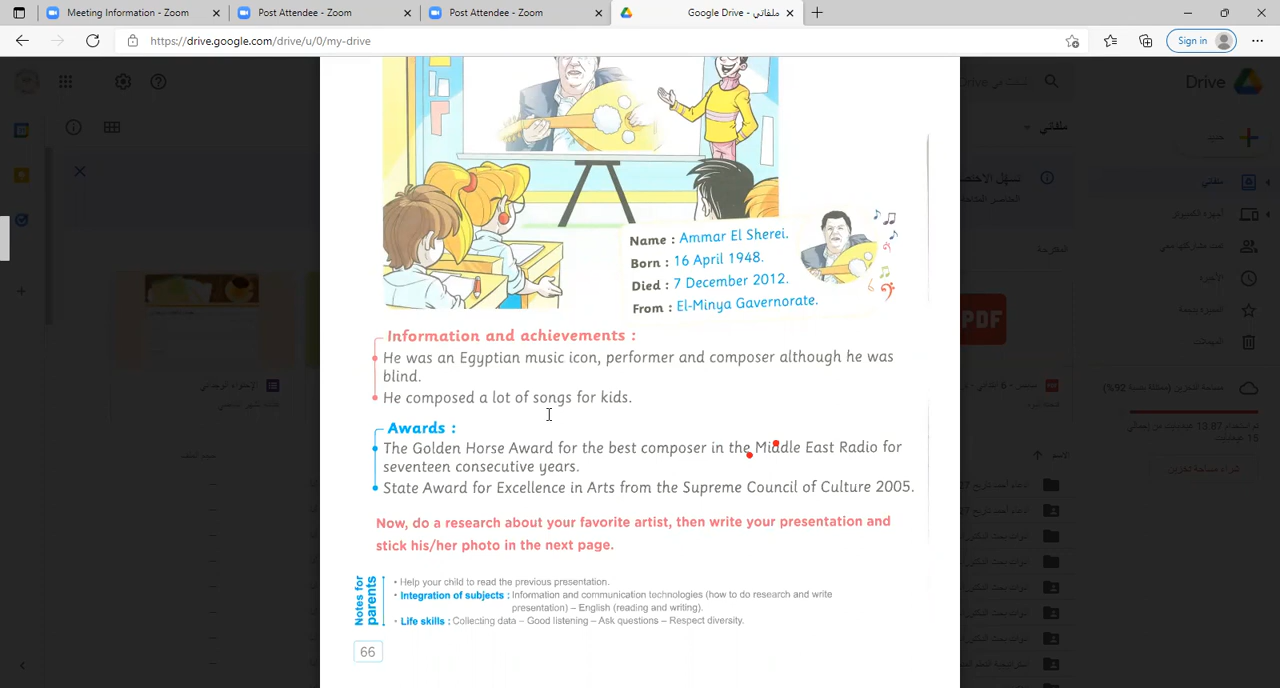 Meeting Information - Zoom
Post Attendee - Zoom
Post Attendee - Zoom
ملفاتي - Google Drive
https://drive.google.com/drive/u/0/my-drive
Sign in
Drive
ملفاتي
ملفاتي
Name : Ammar El Sherei.
Born : 16 April 1948.
Died : 7 December 2012.
From : El-Minya Gavernorate.
PDF
Information and achievements :
He was an Egyptian music icon, performer and composer although he was
blind.
He composed a lot of songs for kids.
Awards :
The Golden Horse Award for the best composer in the Middle East Radio for
seventeen consecutive years.
State Award for Excellence in Arts from the Supreme Council of Culture 2005.
Now, do a research about your favorite artist, then write your presentation and
stick his/her photo in the next page.
Notes for
parents
• Help your child to read the previous presentation.
• Integration of subjects : Information and communication technologies (how to do research and write
presentation) – English (reading and writing).
• Life skills : Collecting data – Good listening – Ask questions – Respect diversity.
66